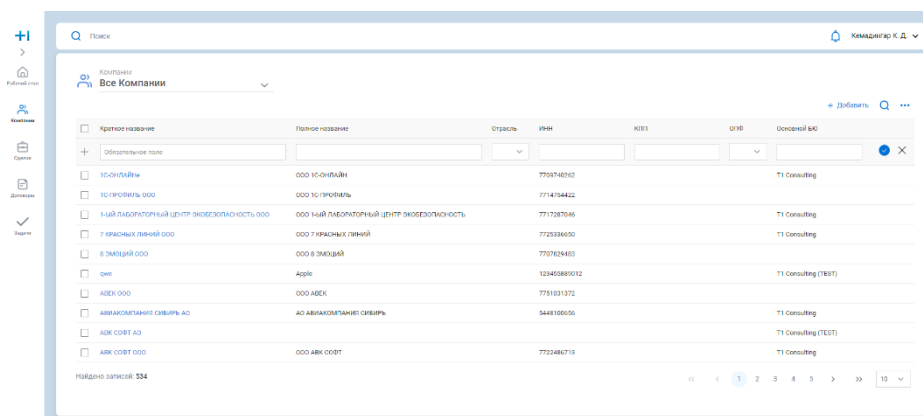 Поиск
Кемадингар К. Д.
Рабочий стол
Компании
Сделки
Договоры
Задачи
Компании
Все Компании
+ Добавить
Краткое название Полное название Отрасль ИНН КПП ОПФ Основной БЮ
Обязательное поле
1С-ОНЛАЙНе ООО 1С-ОНЛАЙН 7709740262 T1 Consulting
1С-ПРОФИЛЬ ООО ООО 1С-ПРОФИЛЬ 7714764422
1-ЫЙ ЛАБОРАТОРНЫЙ ЦЕНТР ЭКОБЕЗОПАСНОСТЬ ООО ООО 1-ЫЙ ЛАБОРАТОРНЫЙ ЦЕНТР ЭКОБЕЗОПАСНОСТЬ 7717287046 T1 Consulting
7 КРАСНЫХ ЛИНИЙ ООО ООО 7 КРАСНЫХ ЛИНИЙ 7725336650 T1 Consulting
8 ЭМОЦИЙ ООО ООО 8 ЭМОЦИЙ 7707829483
qwe Apple T1 Consulting (TEST)
АВЕК ООО ООО АВЕК 7751031372
АВИАКОМПАНИЯ СИБИРЬ АО АО АВИАКОМПАНИЯ СИБИРЬ 5448100656 T1 Consulting
АВК СОФТ АО T1 Consulting (TEST)
АВК СОФТ ООО ООО АВК СОФТ 7722486713 T1 Consulting
Найдено записей: 534
<< < 1 2 3 4 5 > >> 10